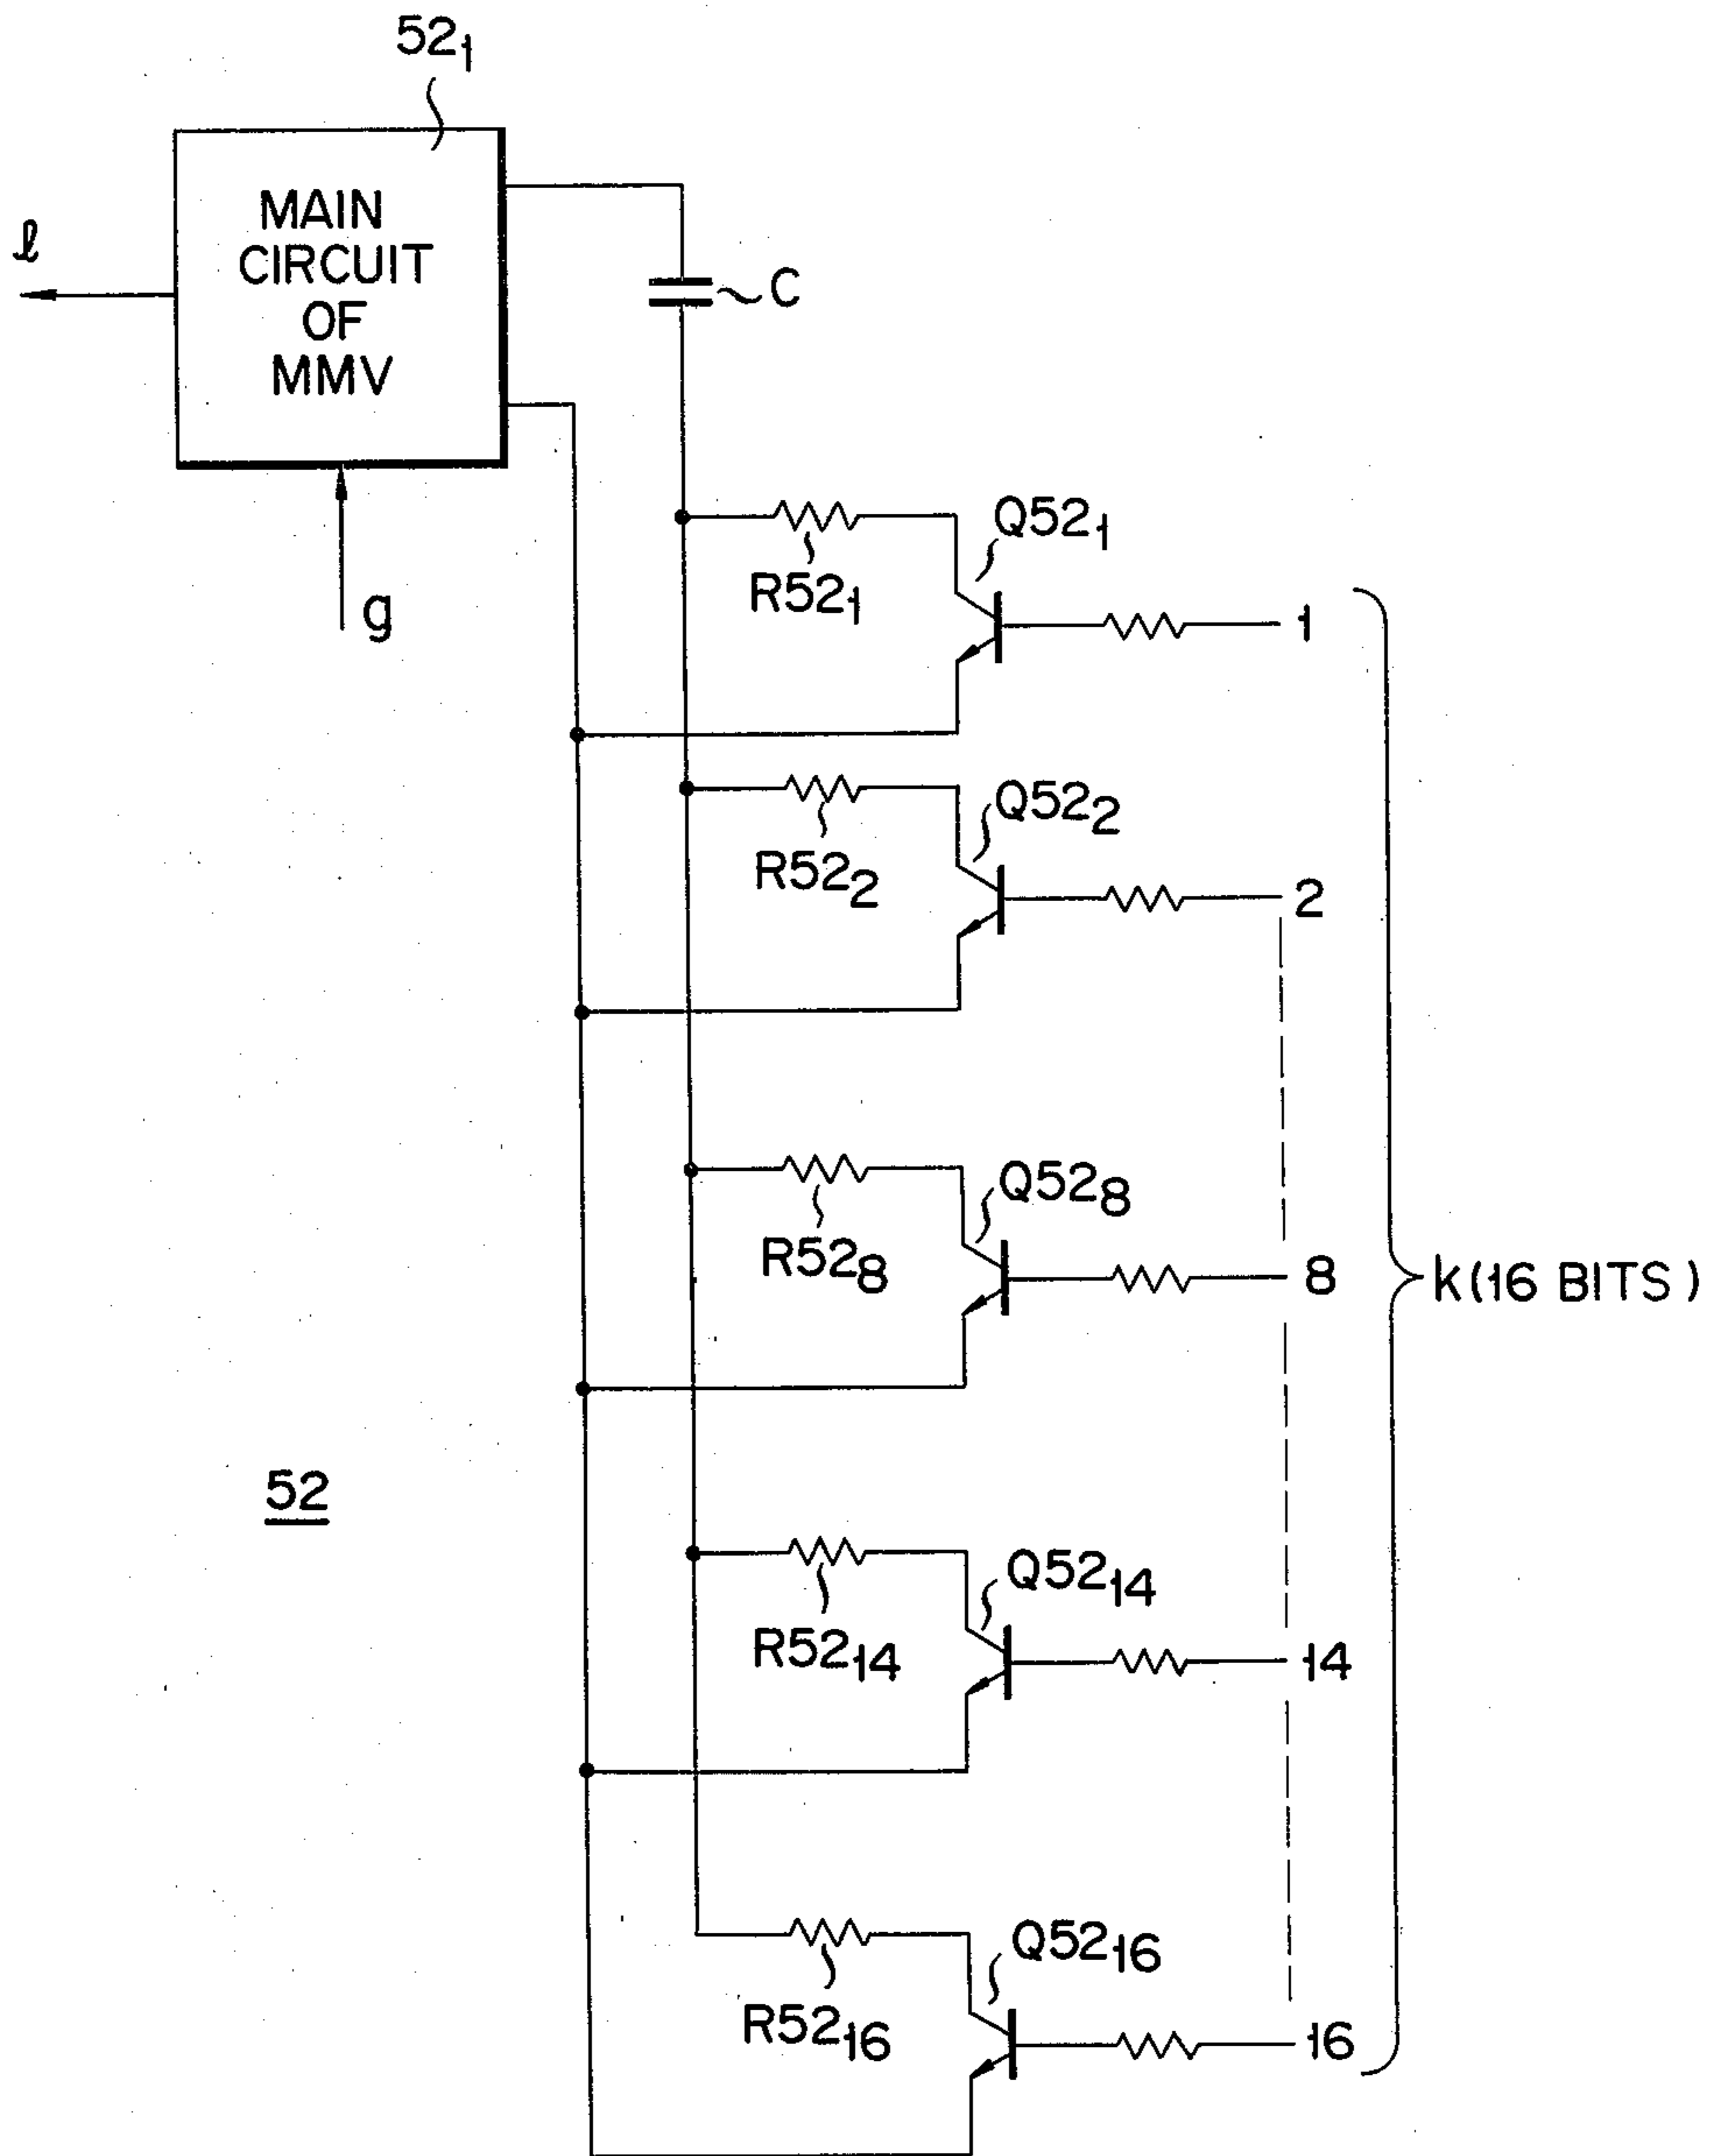 52₁
MAIN
CIRCUIT
OF
MMV
ℓ
C
g
Q52₁
R52₁
1
Q52₂
R52₂
2
Q52₈
R52₈
8
k(16 BITS)
52
Q52₁₄
R52₁₄
14
Q52₁₆
R52₁₆
16